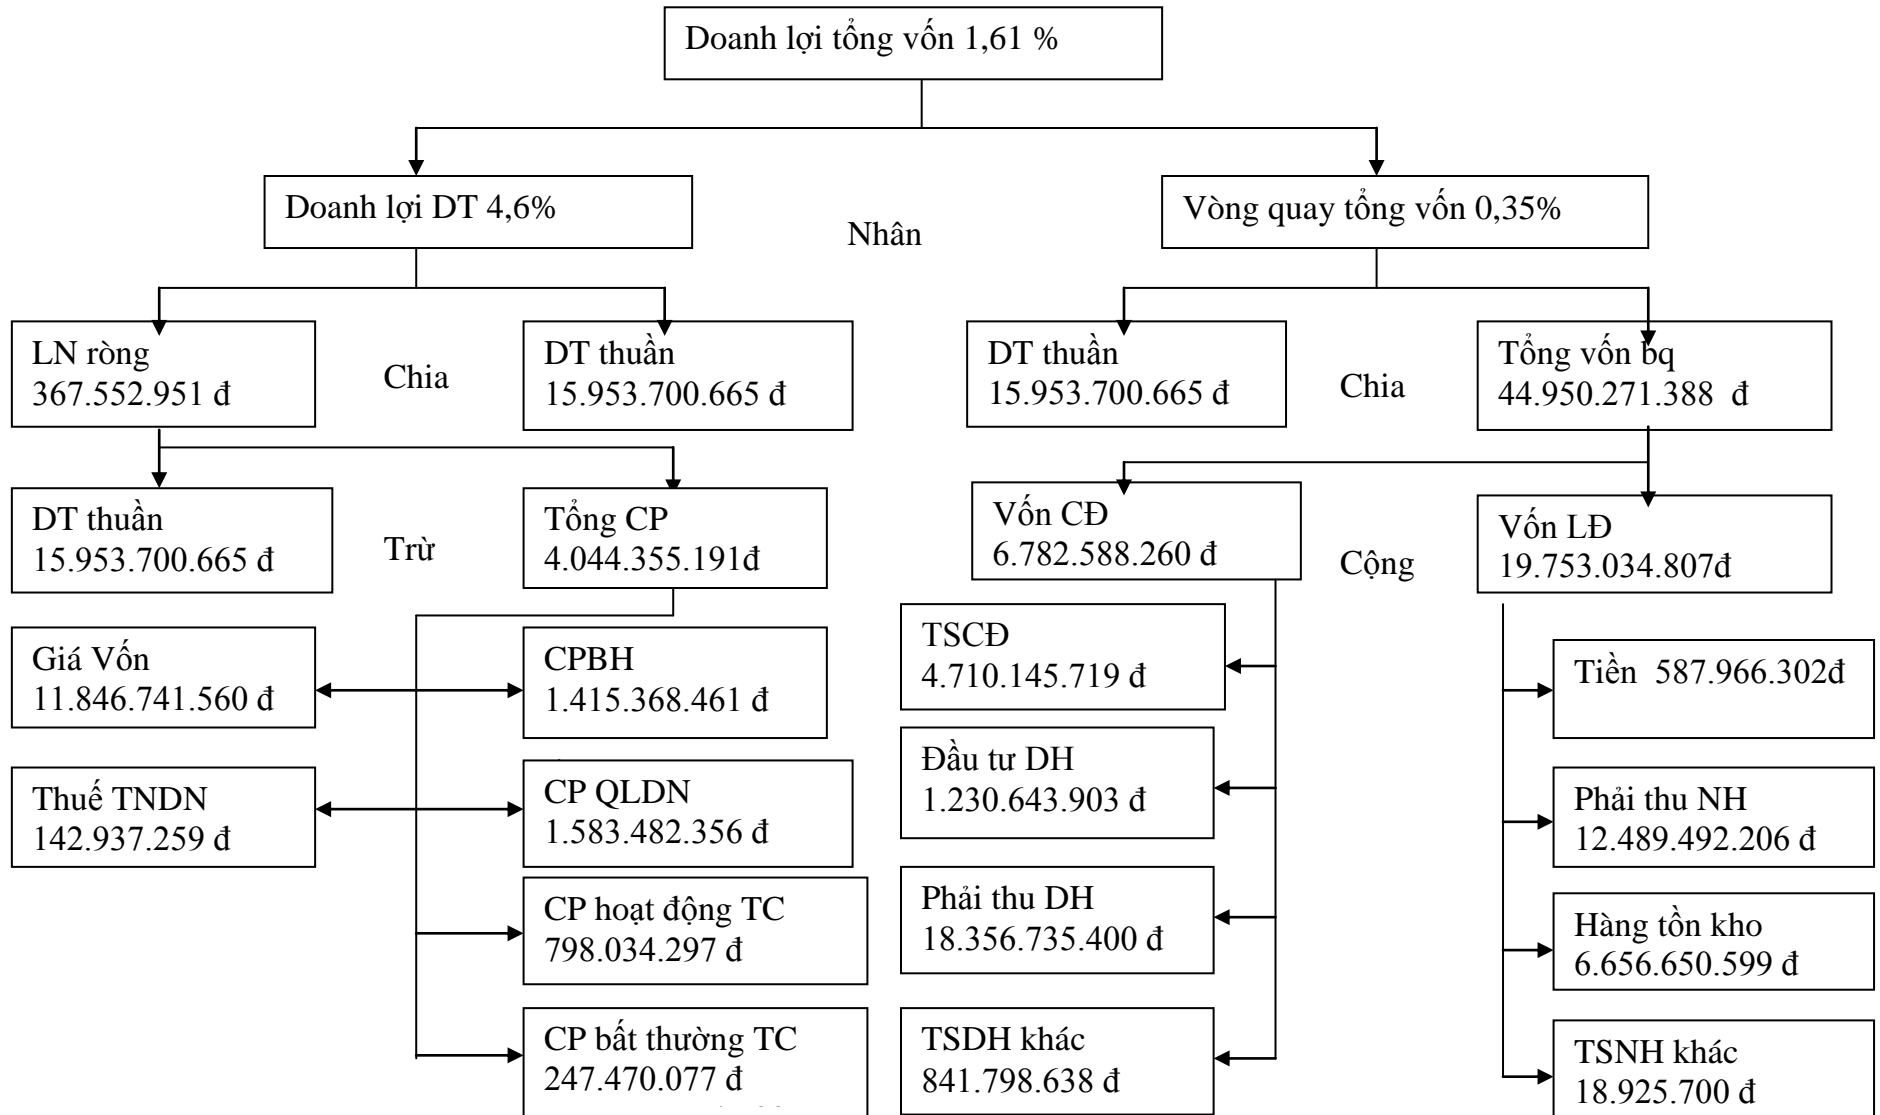 Doanh lợi tổng vốn 1,61 %
Doanh lợi DT 4,6%
Nhân
Vòng quay tổng vốn 0,35%
LN ròng
367.552.951 đ
Chia
DT thuần
15.953.700.665 đ
DT thuần
15.953.700.665 đ
Chia
Tổng vốn bq
44.950.271.388 đ
DT thuần
15.953.700.665 đ
Trừ
Tổng CP
4.044.355.191đ
Vốn CĐ
6.782.588.260 đ
Cộng
Vốn LĐ
19.753.034.807đ
Giá Vốn
11.846.741.560 đ
CPBH
1.415.368.461 đ
TSCĐ
4.710.145.719 đ
Tiền 587.966.302đ
Thuế TNDN
142.937.259 đ
CP QLDN
1.583.482.356 đ
Đầu tư DH
1.230.643.903 đ
Phải thu NH
12.489.492.206 đ
CP hoạt động TC
798.034.297 đ
Phải thu DH
18.356.735.400 đ
Hàng tồn kho
6.656.650.599 đ
CP bất thường TC
247.470.077 đ
TSDH khác
841.798.638 đ
TSNH khác
18.925.700 đ